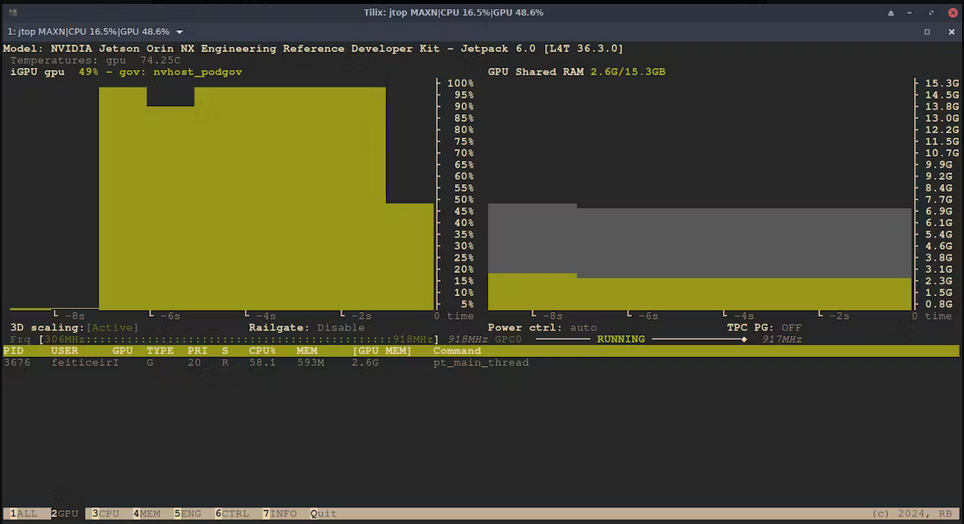 Tilix: jtop MAXN|CPU 16.5%|GPU 48.6%
1: jtop MAXN|CPU 16.5%|GPU 48.6%
Model: NVIDIA Jetson Orin NX Engineering Reference Developer Kit - Jetpack 6.0 [L4T 36.3.0]
Temperatures: gpu 74.25C
iGPU gpu 49% - gov: nvhost_podgov
100%
95%
90%
85%
80%
75%
70%
65%
60%
55%
50%
45%
40%
35%
30%
25%
20%
15%
10%
5%
-8s -6s -4s -2s 0 time
GPU Shared RAM 2.6G/15.3GB
15.3G
14.5G
13.8G
13.0G
12.2G
11.5G
10.7G
9.9G
9.2G
8.4G
7.7G
6.9G
6.1G
5.4G
4.6G
3.8G
3.1G
2.3G
1.5G
0.8G
-8s -6s -4s -2s 0 time
3D scaling:[Active] Railgate: Disable Power ctrl: auto TPC PG: OFF
Frq [306MHz::::::::::::::::::::::::::::::::::::::::::::918MHz] 918MHz GPC0 RUNNING 917MHz
PID USER GPU TYPE PRI S CPU% MEM [GPU MEM] Command
3676 feiticeirI G 20 R 58.1 593M 2.6G pt_main_thread
1ALL 2GPU 3CPU 4MEM 5ENG 6CTRL 7INFO Quit (c) 2024, RB